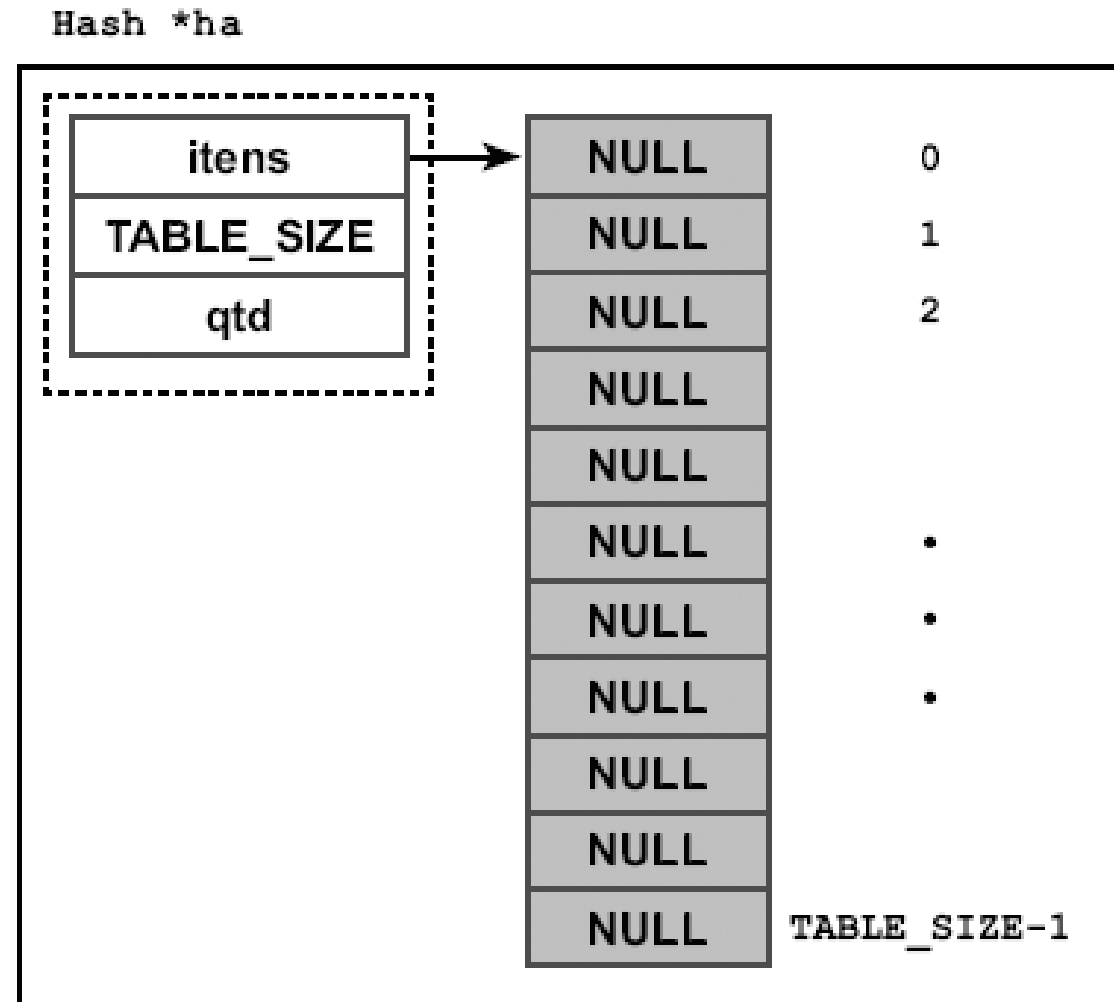 Hash *ha
itens
TABLE_SIZE
qtd
NULL 0
NULL 1
NULL 2
NULL
NULL
NULL •
NULL •
NULL •
NULL
NULL
NULL TABLE_SIZE-1